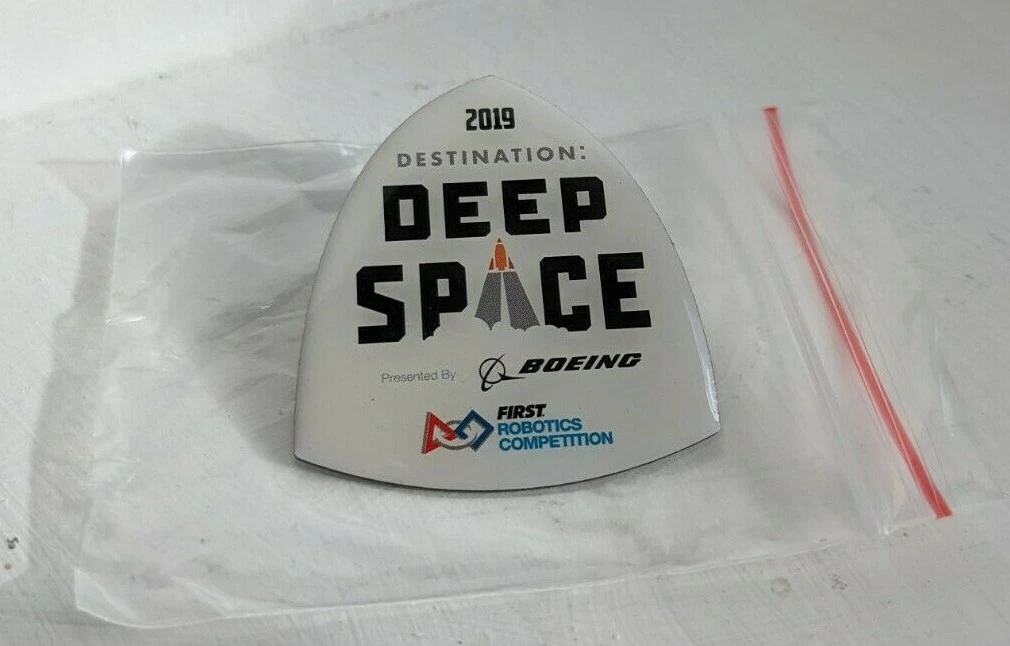 2019
DESTINATION:
DEEP
SPACE
Presented By BOEING
FIRST
ROBOTICS
COMPETITION